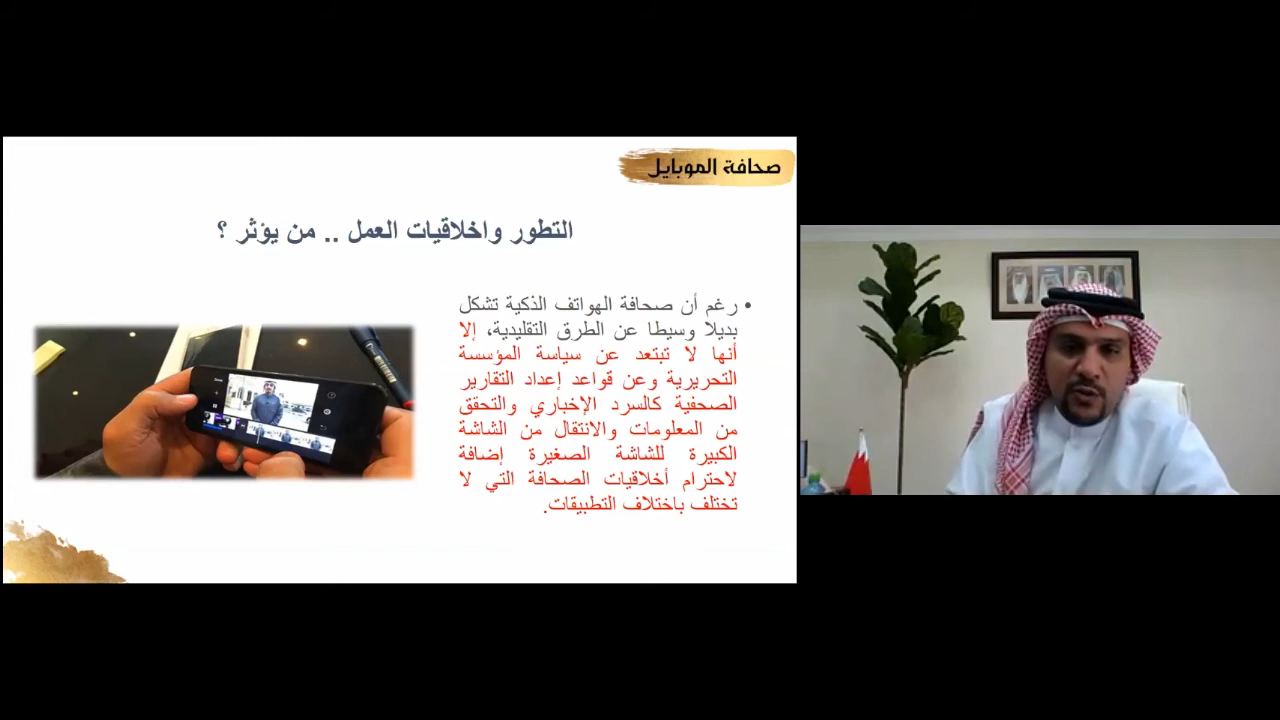 صحافة الموبايل
التطور واخلاقيات العمل .. من يؤثر ؟
• رغم أن صحافة الهواتف الذكية تشكل
بديلا وسيطا عن الطرق التقليدية، إلا
أنها لا تبتعد عن سياسة المؤسسة
التحريرية وعن قواعد إعداد التقارير
الصحفية كالسرد الإخباري والتحقق
من المعلومات والانتقال من الشاشة
الكبيرة للشاشة الصغيرة إضافة
لاحترام أخلاقيات الصحافة التي لا
تختلف باختلاف التطبيقات.